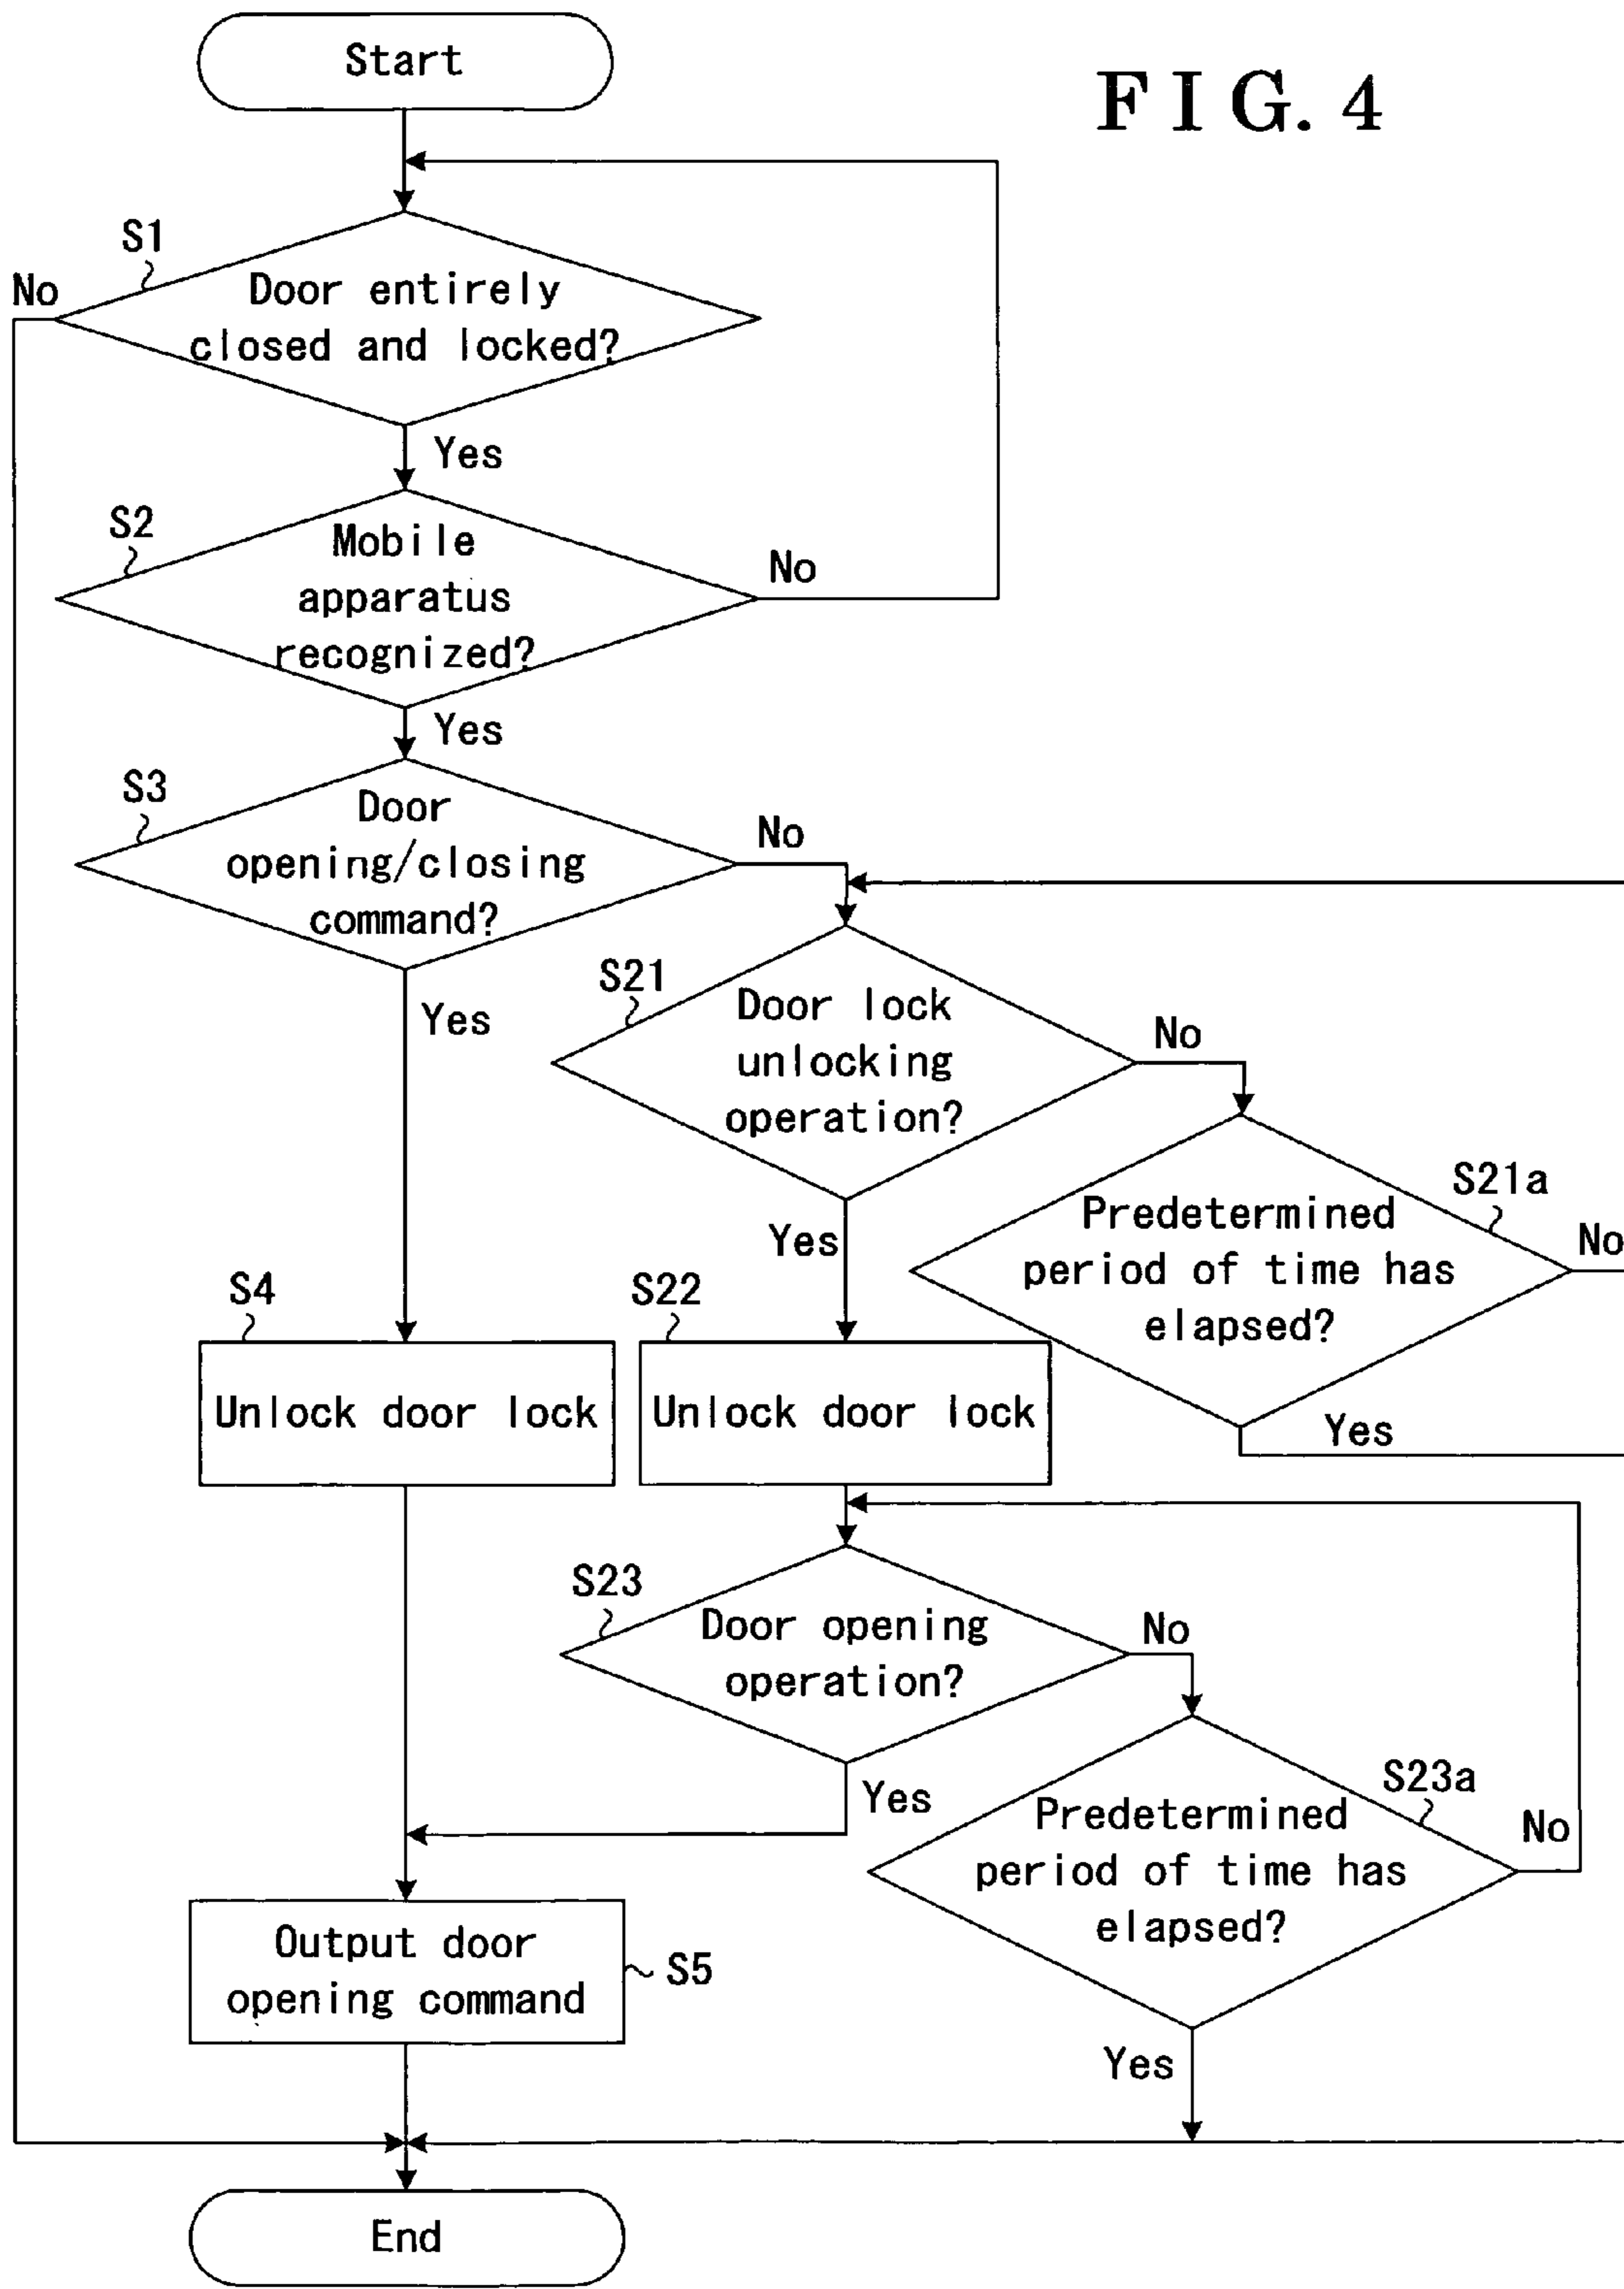 Start
FIG. 4
S1
No
Door entirely
closed and locked?
Yes
S2
Mobile
apparatus
recognized?
No
Yes
S3
Door
opening/closing
command?
No
Yes
S21
Door lock
unlocking
operation?
No
Yes
S21a
Predetermined
period of time has
elapsed?
No
Yes
S4
Unlock door lock
S22
Unlock door lock
S23
Door opening
operation?
No
Yes
S23a
Predetermined
period of time has
elapsed?
No
Yes
Output door
opening command
S5
End